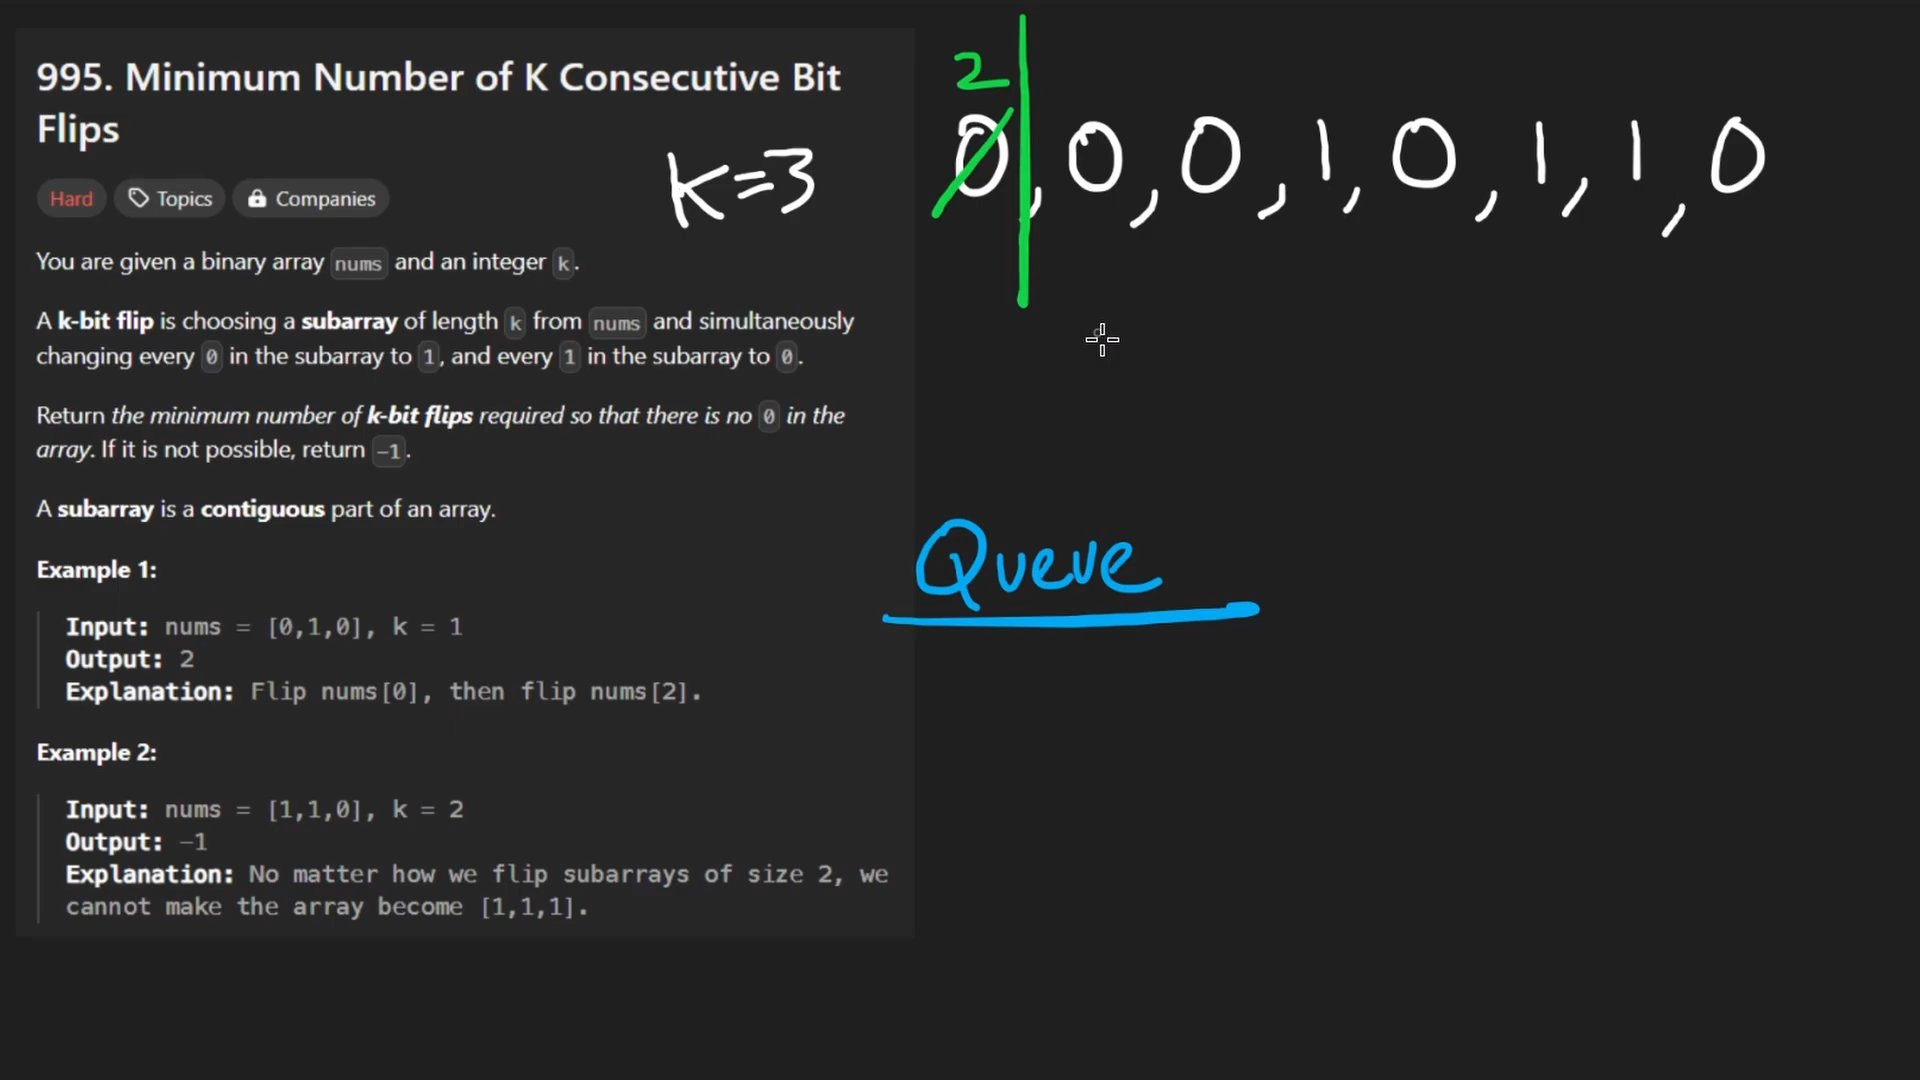 995. Minimum Number of K Consecutive Bit
Flips
Hard Topics Companies
K=3
2
0, 0, 0, 1, 0, 1, 1, 0
You are given a binary array nums and an integer k.
A k-bit flip is choosing a subarray of length k from nums and simultaneously
changing every 0 in the subarray to 1, and every 1 in the subarray to 0.
Return the minimum number of k-bit flips required so that there is no 0 in the
array. If it is not possible, return -1.
A subarray is a contiguous part of an array.
Example 1:
Input: nums = [0,1,0], k = 1
Output: 2
Explanation: Flip nums[0], then flip nums[2].
Example 2:
Input: nums = [1,1,0], k = 2
Output: -1
Explanation: No matter how we flip subarrays of size 2, we
cannot make the array become [1,1,1].
Queue